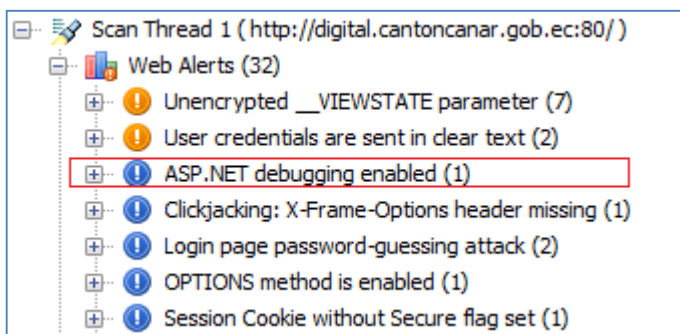 Scan Thread 1 ( http://digital.cantoncanar.gob.ec:80/ )
Web Alerts (32)
Unencrypted __VIEWSTATE parameter (7)
User credentials are sent in clear text (2)
ASP.NET debugging enabled (1)
Clickjacking: X-Frame-Options header missing (1)
Login page password-guessing attack (2)
OPTIONS method is enabled (1)
Session Cookie without Secure flag set (1)